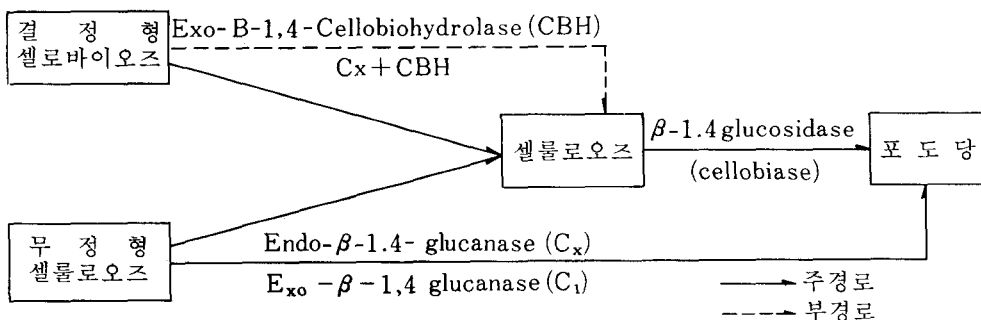 결 정 형
셀로바이오즈
Exo-B-1,4-Cellobiohydrolase (CBH)
Cx + CBH
셀룰로오즈
β-1.4 glucosidase
(cellobiase)
포 도 당
무 정 형
셀룰로오즈
Endo-β-1.4- glucanase (Cx)
Exo -β-1,4 glucanase (C₁)
주경로
부경로